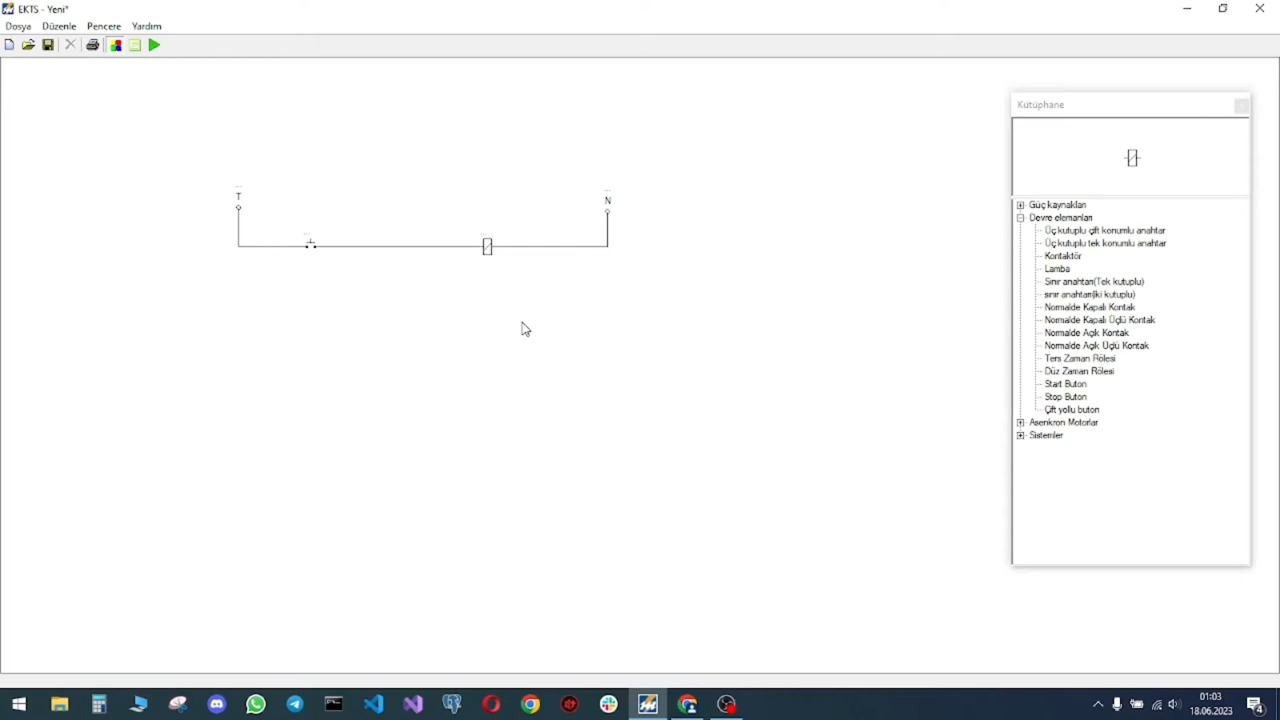 EKTS - Yeni*
Dosya Düzenle Pencere Yardım
Kütüphane
T
N
Güç kaynakları
Devre elemanları
Üç kutuplu çift konumlu anahtar
Üç kutuplu tek konumlu anahtar
Kontaktör
Lamba
Sınır anahtarı(Tek kutuplu)
sınır anahtarı(İki kutuplu)
Normalde Kapalı Kontak
Normalde Kapalı Üçlü Kontak
Normalde Açık Kontak
Normalde Açık Üçlü Kontak
Ters Zaman Rölesi
Düz Zaman Rölesi
Start Buton
Stop Buton
Çift yollu buton
Asenkron Motorlar
Sistemler
01:03
18.06.2023
4